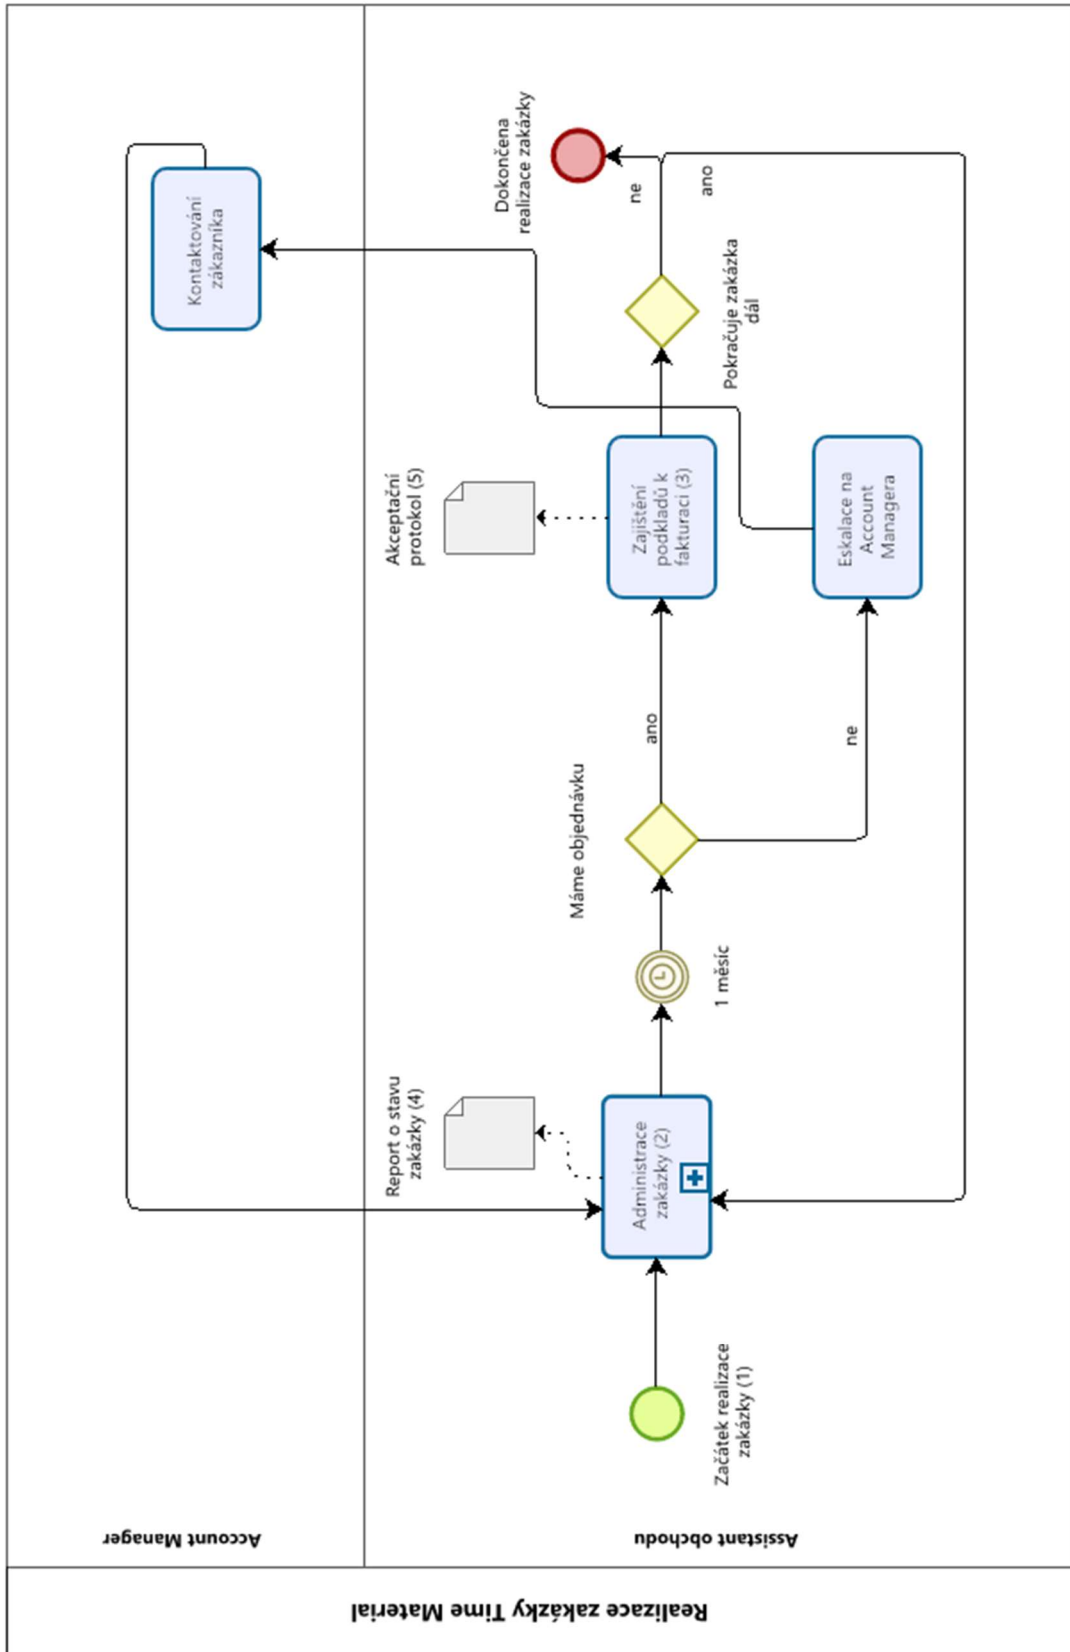 Realizace zakázky Time Material
Account Manager
Kontaktování
zákazníka
Assistant obchodu
Začátek realizace
zakázky (1)
Administrace
zakázky (2)
Report o stavu
zakázky (4)
1 měsíc
Máme objednávku
ano
ne
Zajištění
podkladů k
fakturaci (3)
Akceptační
protokol (5)
Eskalace na
Account
Managera
Pokračuje zakázka
dál
ne
ano
Dokončena
realizace zakázky